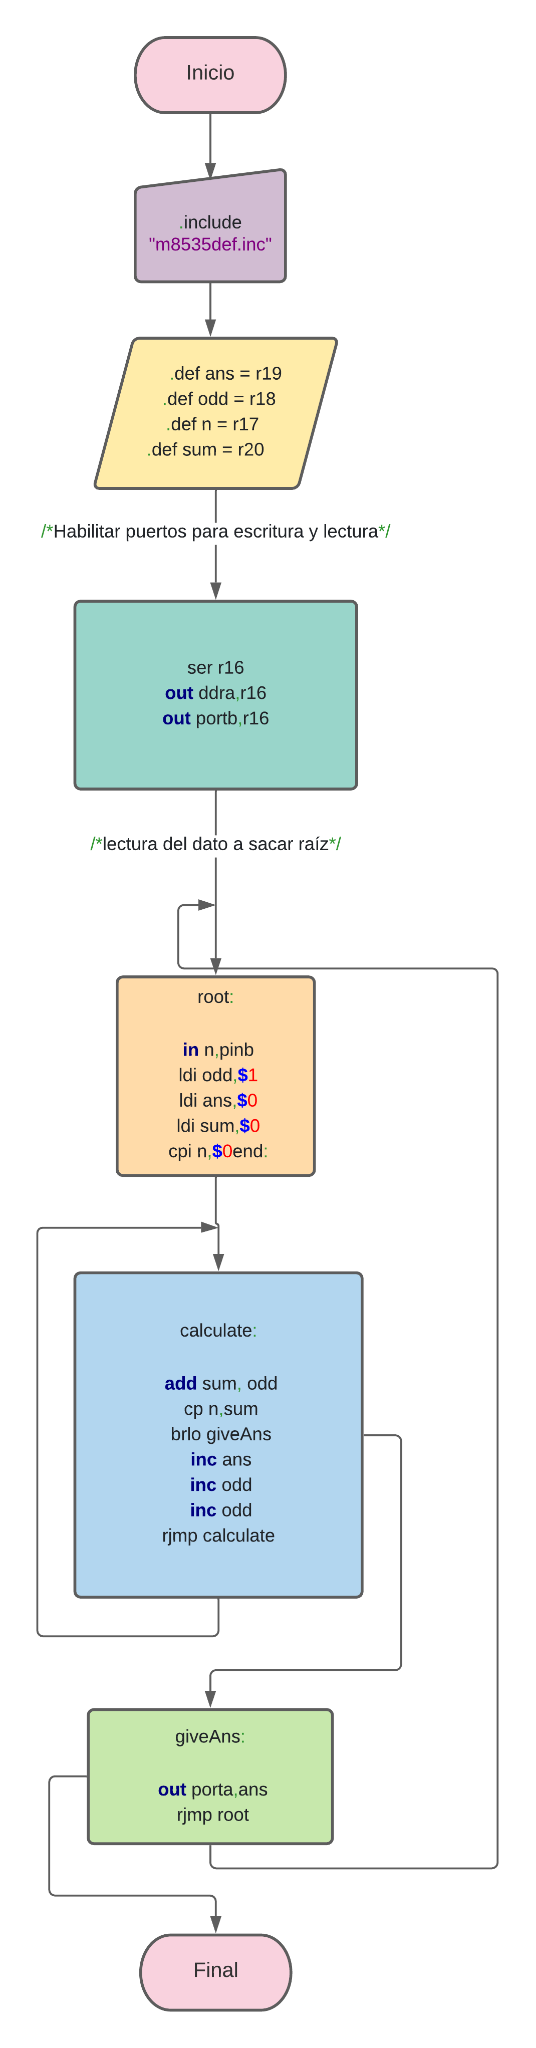 Inicio
.include
"m8535def.inc"
.def ans = r19
.def odd = r18
.def n = r17
.def sum = r20
/*Habilitar puertos para escritura y lectura*/
ser r16
out ddra,r16
out portb,r16
/*lectura del dato a sacar raíz*/
root:
in n,pinb
ldi odd,$1
ldi ans,$0
ldi sum,$0
cpi n,$0end:
calculate:
add sum, odd
cp n,sum
brlo giveAns
inc ans
inc odd
inc odd
rjmp calculate
giveAns:
out porta,ans
rjmp root
Final